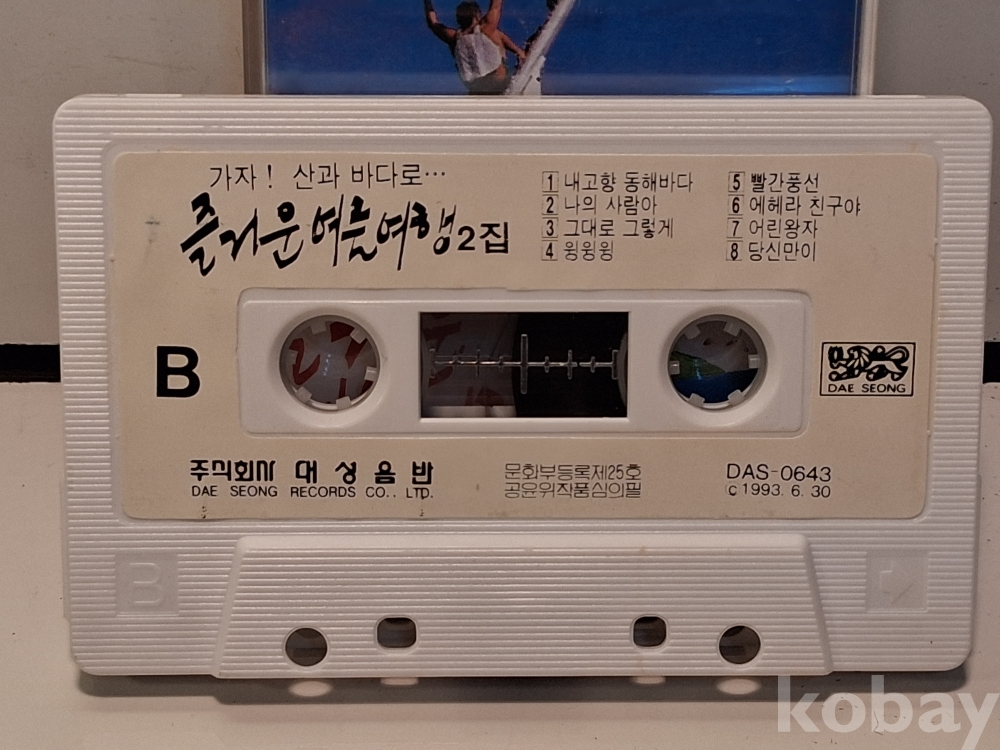 가자! 산과 바다로…
즐거운여름여행2집
1 내고향 동해바다
2 나의 사람아
3 그대로 그렇게
4 윙윙윙
5 빨간풍선
6 에헤라 친구야
7 어린왕자
8 당신만이
B
DAE SEONG
주식회사 대성음반
DAE SEONG RECORDS CO., LTD.
문화부등록제25호
공윤위작품심의필
DAS-0643
ⓒ1993. 6. 30
B
kobay